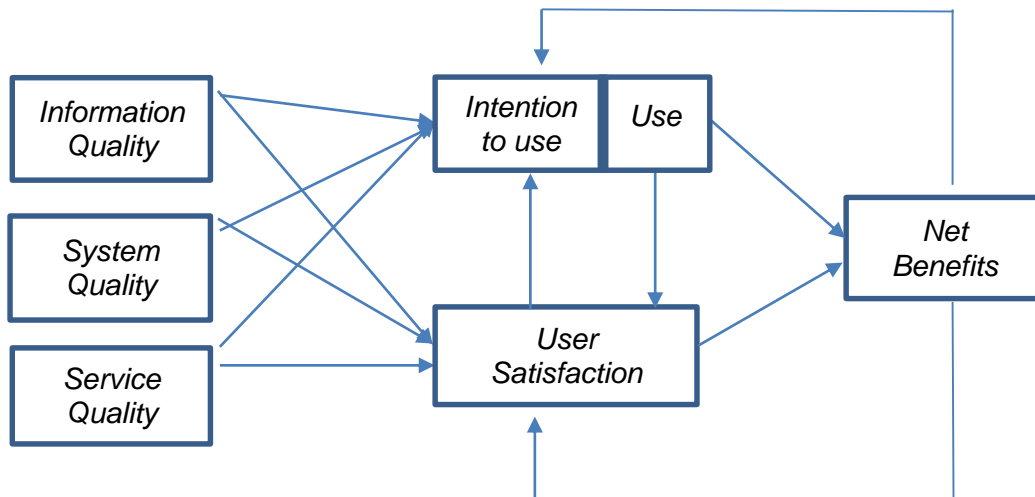 Information
Quality
Intention
to use
Use
System
Quality
Net
Benefits
User
Satisfaction
Service
Quality